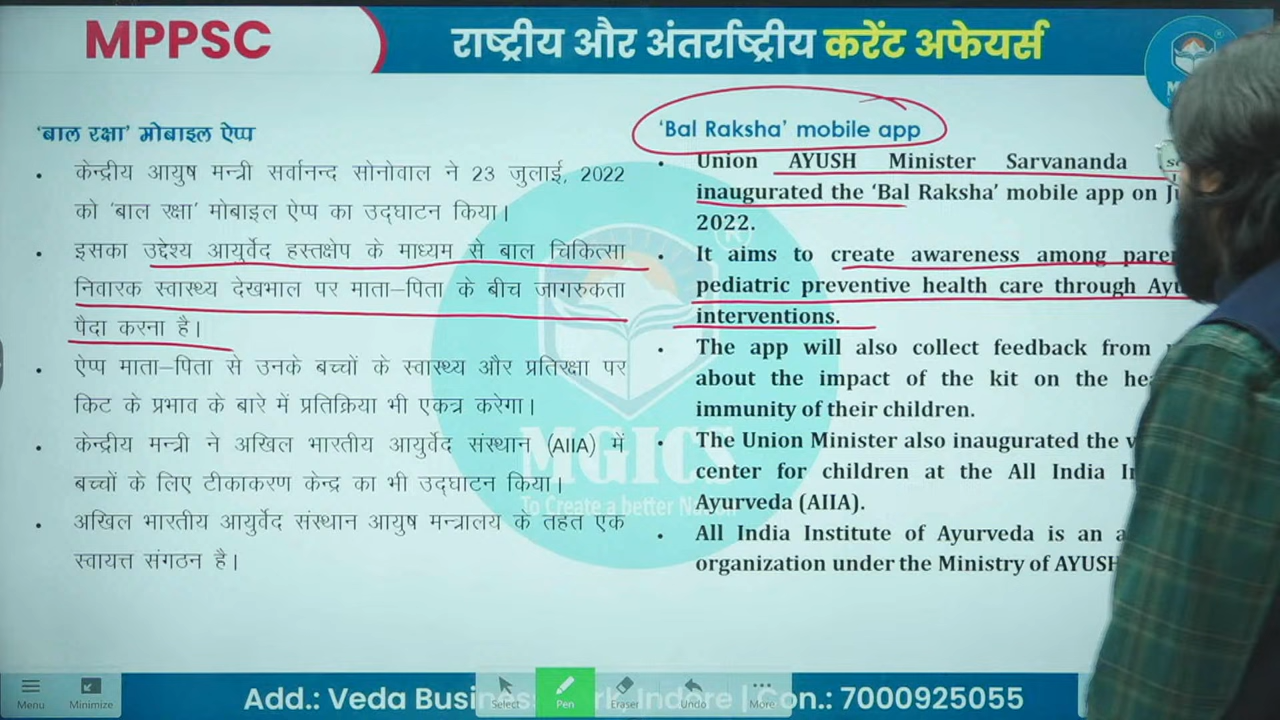 MPPSC
राष्ट्रीय और अंतर्राष्ट्रीय करेंट अफेयर्स
'बाल रक्षा' मोबाइल ऐप्प
• केन्द्रीय आयुष मन्त्री सर्वानन्द सोनोवाल ने 23 जुलाई, 2022
को 'बाल रक्षा' मोबाइल ऐप्प का उद्घाटन किया।
• इसका उद्देश्य आयुर्वेद हस्तक्षेप के माध्यम से बाल चिकित्सा
निवारक स्वास्थ्य देखभाल पर माता–पिता के बीच जागरुकता
पैदा करना है।
• ऐप्प माता–पिता से उनके बच्चों के स्वास्थ्य और प्रतिरक्षा पर
किट के प्रभाव के बारे में प्रतिक्रिया भी एकत्र करेगा।
• केन्द्रीय मन्त्री ने अखिल भारतीय आयुर्वेद संस्थान (AIIA) में
बच्चों के लिए टीकाकरण केन्द्र का भी उद्घाटन किया।
• अखिल भारतीय आयुर्वेद संस्थान आयुष मन्त्रालय के तहत एक
स्वायत्त संगठन है।
'Bal Raksha' mobile app
• Union AYUSH Minister Sarvananda
inaugurated the 'Bal Raksha' mobile app on
2022.
• It aims to create awareness among
pediatric preventive health care through
interventions.
• The app will also collect feedback from
about the impact of the kit on the
immunity of their children.
• The Union Minister also inaugurated the
center for children at the All India
Ayurveda (AIIA).
• All India Institute of Ayurveda is an
organization under the Ministry of AYUSH
MGICS
To Create a better
Add.: Veda Indore | Con.: 7000925055
Menu
Minimize
Select
Pen
Eraser
Undo
More